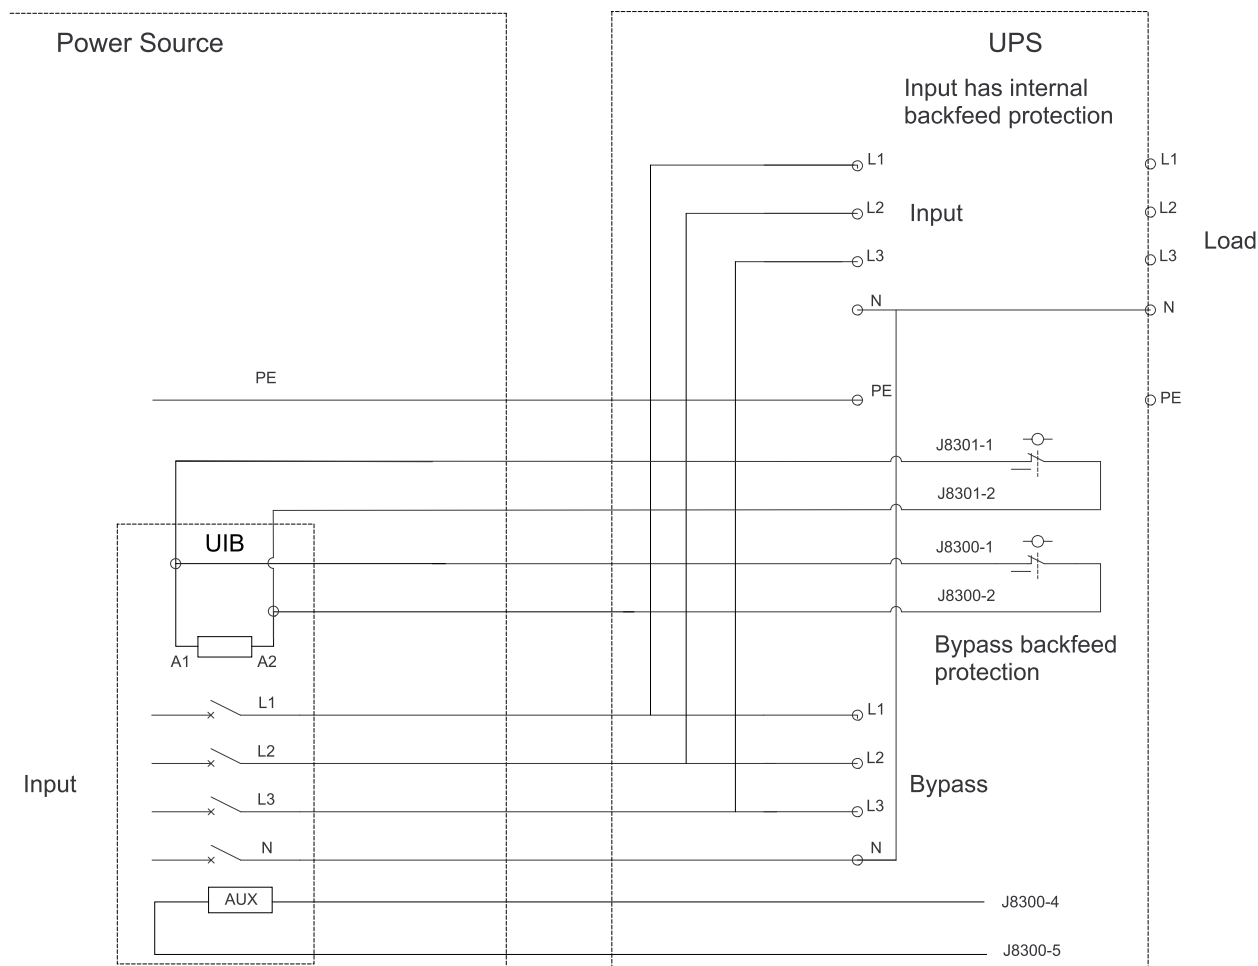 Power Source
UPS
Input has internal
backfeed protection
L1
L1
L2
Input
L2
Load
L3
L3
N
N
PE
PE
PE
J8301-1
J8301-2
UIB
J8300-1
J8300-2
A1
A2
Bypass backfeed
protection
L1
L1
L2
L2
Input
Bypass
L3
L3
N
N
AUX
J8300-4
J8300-5